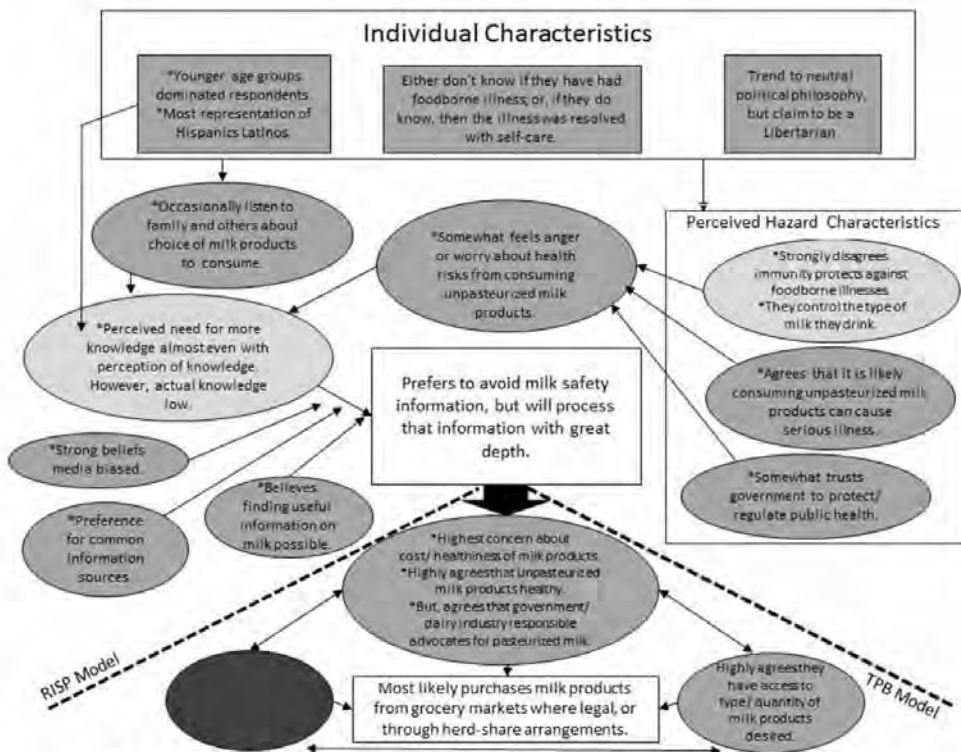 Individual Characteristics
*Younger age groups
dominated respondents
*Most representation of
Hispanics Latinos
Either don't know if they have had
foodborne illness; or, if they do
know, then the illness was resolved
with self-care.
Trend to neutral
political philosophy,
but claim to be a
Libertarian
*Occasionally listen to
family and others about
choice of milk products
to consume.
*Somewhat feels anger
or worry about health
risks from consuming
unpasteurized milk
products.
Perceived Hazard Characteristics
*Strongly disagrees
immunity protects against
foodborne illnesses
*They control the type of
milk they drink.
*Agrees that it is likely
consuming unpasteurized milk
products can cause
serious illness.
*Somewhat trusts
government to protect/
regulate public health.
*Perceived need for more
knowledge almost even with
perception of knowledge.
However, actual knowledge
low.
Prefers to avoid milk safety
information, but will process
that information with great
depth.
*Strong beliefs
media biased.
*Preference
for common
information
sources
*Believes
finding useful
information on
milk possible.
*Highest concern about
cost/ healthiness of milk products.
*Highly agrees that unpasteurized
milk products healthy.
*But, agrees that government/
dairy industry responsible
advocates for pasteurized milk.
RISP Model
TPB Model
Most likely purchases milk products
from grocery markets where legal, or
through herd-share arrangements.
Highly agrees they
have access to
type/ quantity of
milk products
desired.